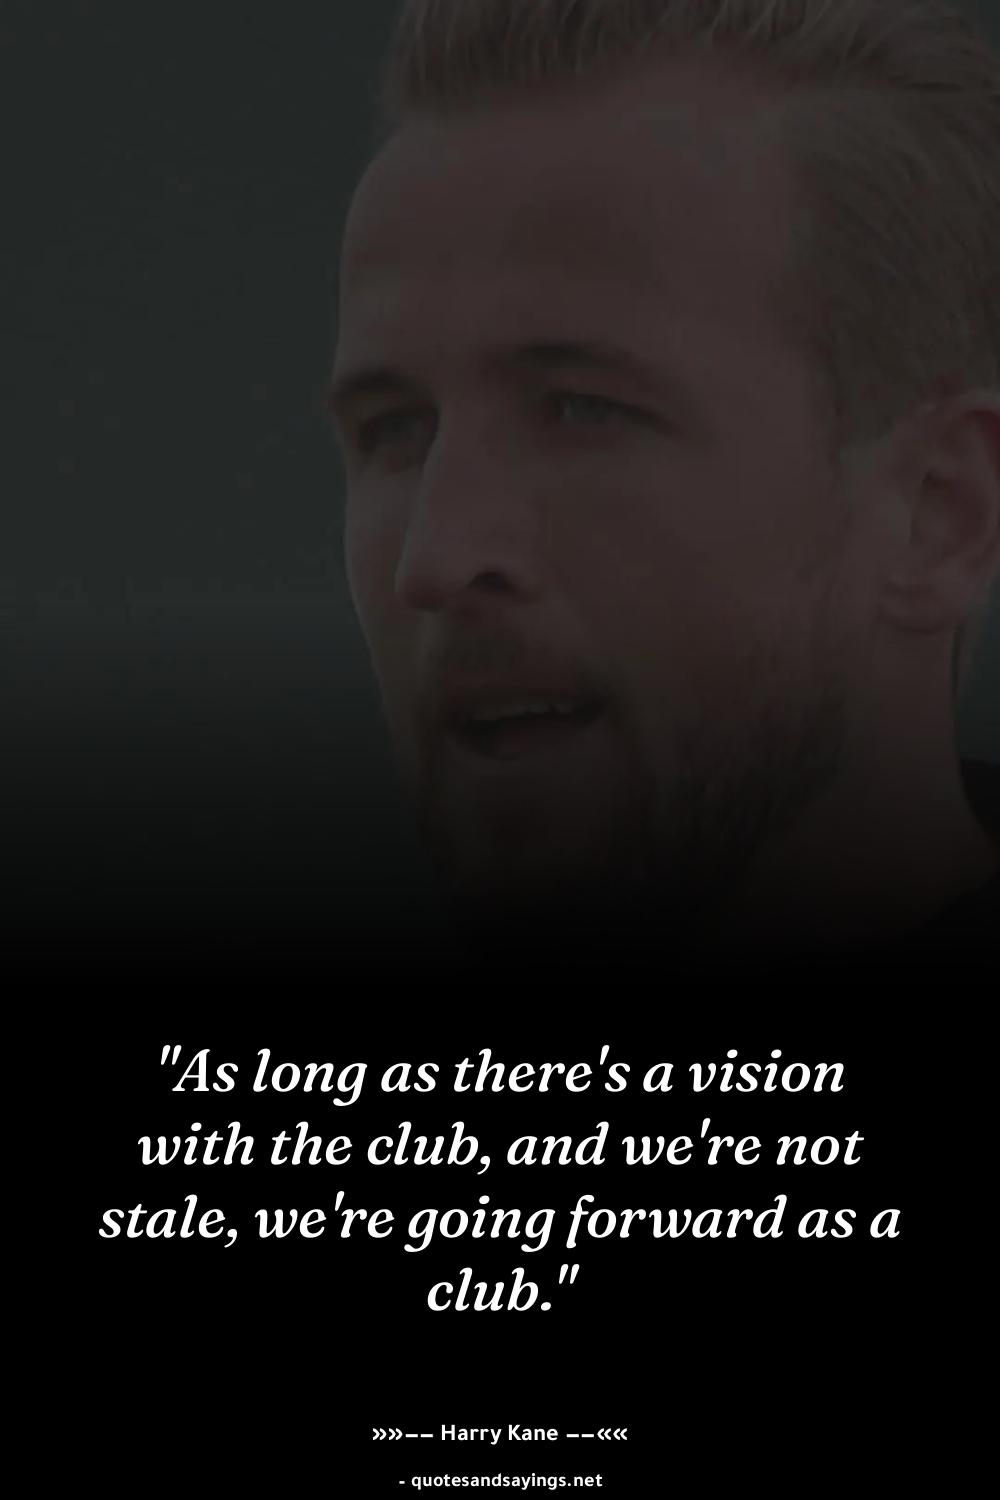 "As long as there's a vision
with the club, and we're not
stale, we're going forward as a
club."
»»—— Harry Kane ——««
- quotesandsayings.net